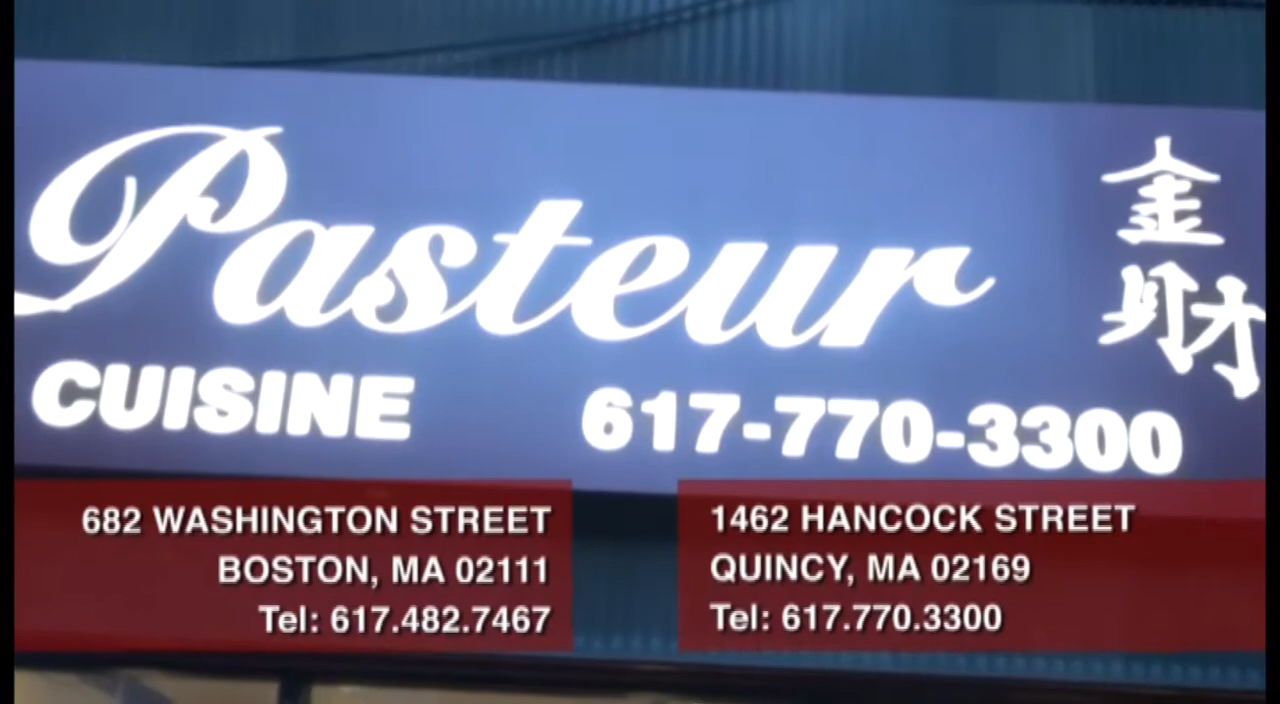 Pasteur
金財
CUISINE
617-770-3300
682 WASHINGTON STREET
BOSTON, MA 02111
Tel: 617.482.7467
1462 HANCOCK STREET
QUINCY, MA 02169
Tel: 617.770.3300